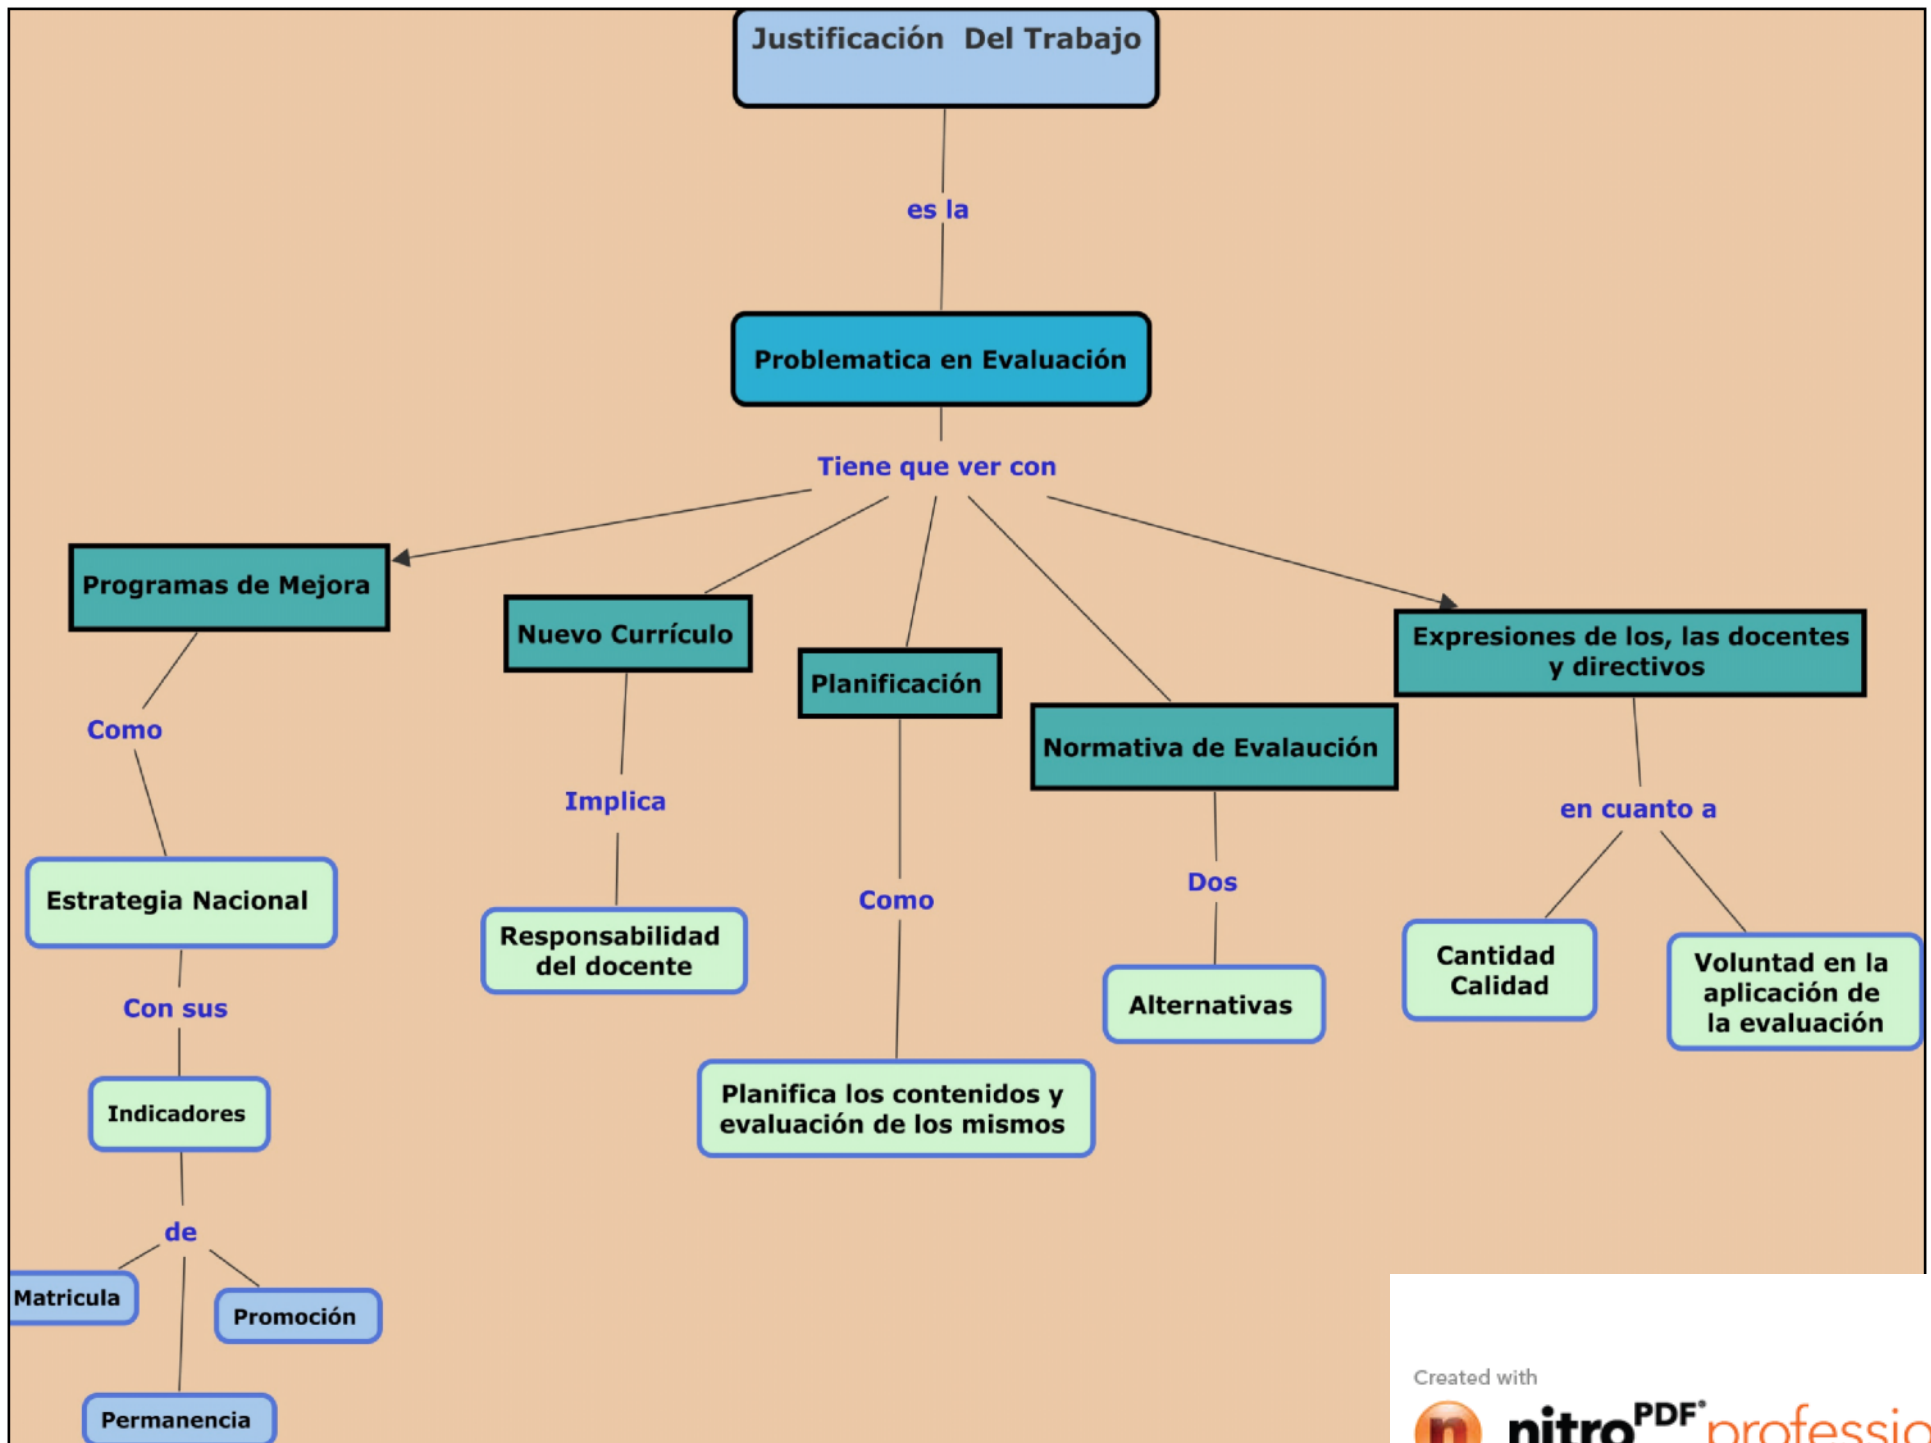 Justificación Del Trabajo
es la
Problematica en Evaluación
Tiene que ver con
Programas de Mejora
Nuevo Currículo
Planificación
Normativa de Evalaución
Expresiones de los, las docentes
y directivos
Como
Implica
Como
Dos
en cuanto a
Estrategia Nacional
Responsabilidad
del docente
Planifica los contenidos y
evaluación de los mismos
Alternativas
Cantidad
Calidad
Voluntad en la
aplicación de
la evaluación
Con sus
Indicadores
de
Matricula
Promoción
Permanencia
Created with
n nitro PDF professio